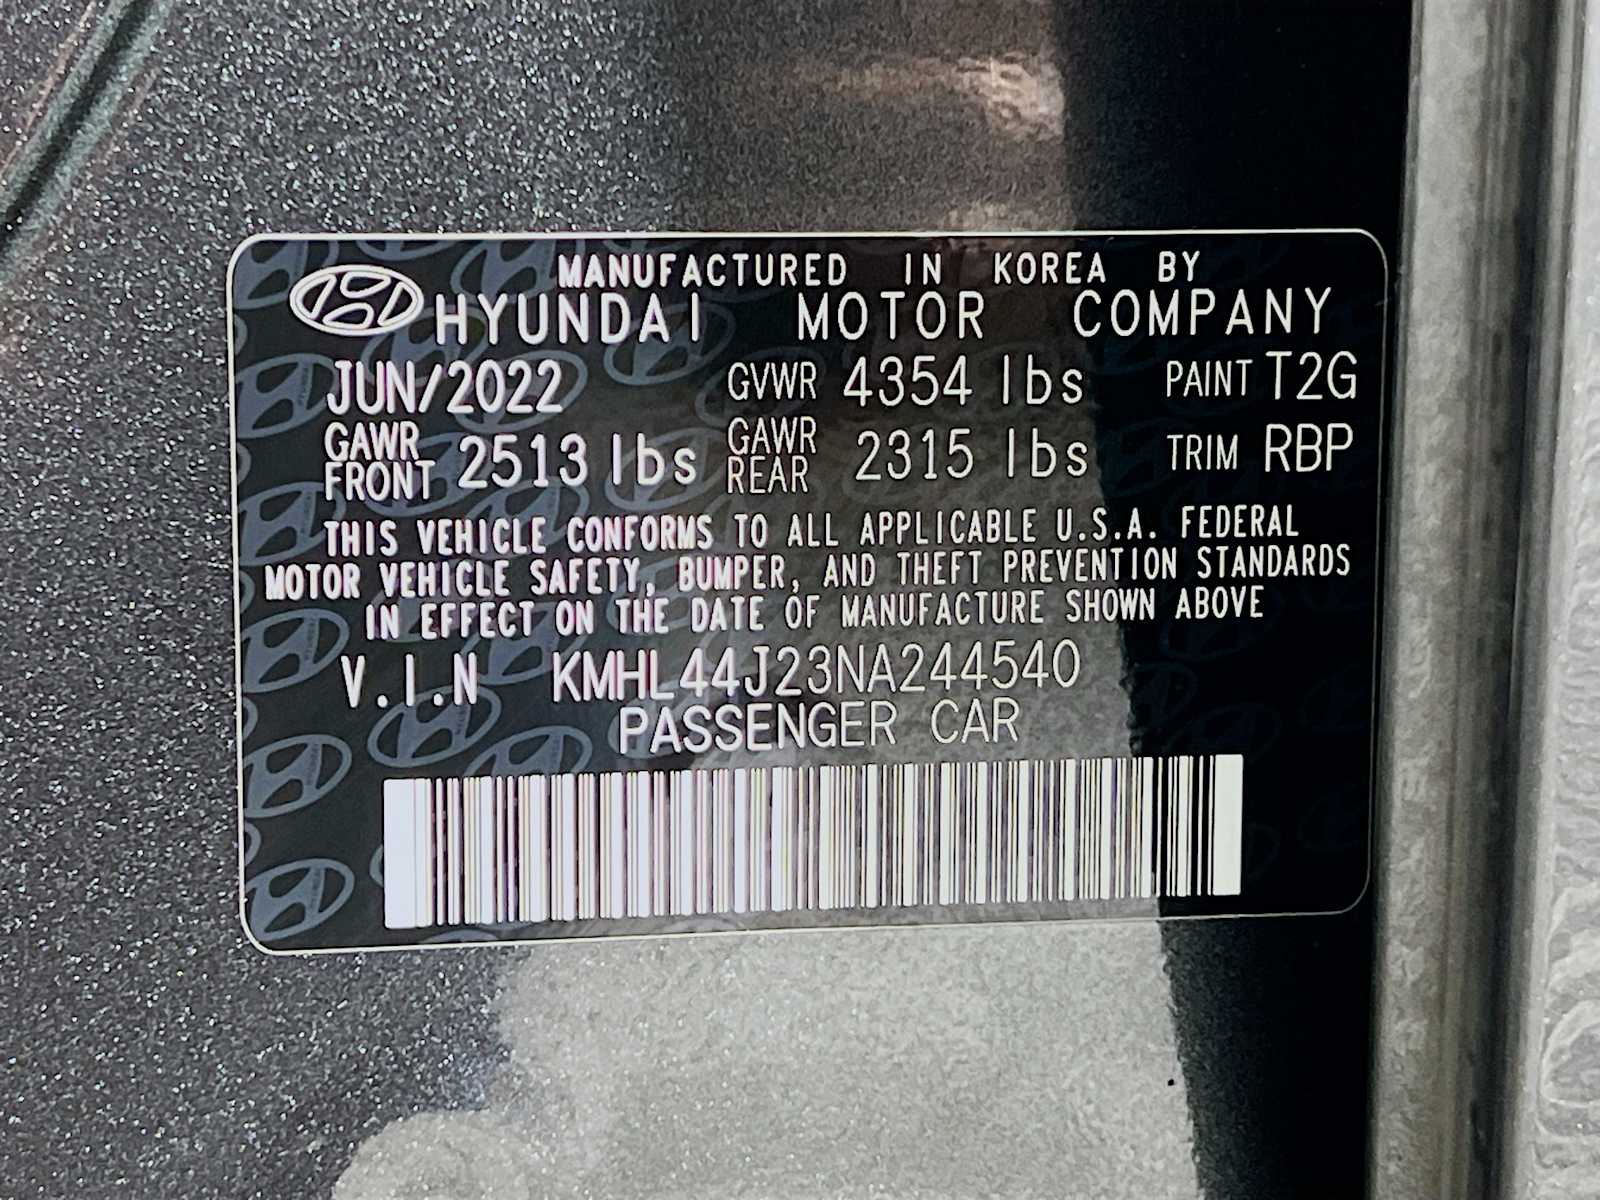 MANUFACTURED IN KOREA BY
HYUNDAI MOTOR COMPANY
JUN/2022 GVWR 4354 lbs PAINT T2G
GAWR FRONT 2513 lbs GAWR REAR 2315 lbs TRIM RBP
THIS VEHICLE CONFORMS TO ALL APPLICABLE U.S.A. FEDERAL
MOTOR VEHICLE SAFETY, BUMPER, AND THEFT PREVENTION STANDARDS
IN EFFECT ON THE DATE OF MANUFACTURE SHOWN ABOVE
V.I.N KMHL44J23NA244540
PASSENGER CAR